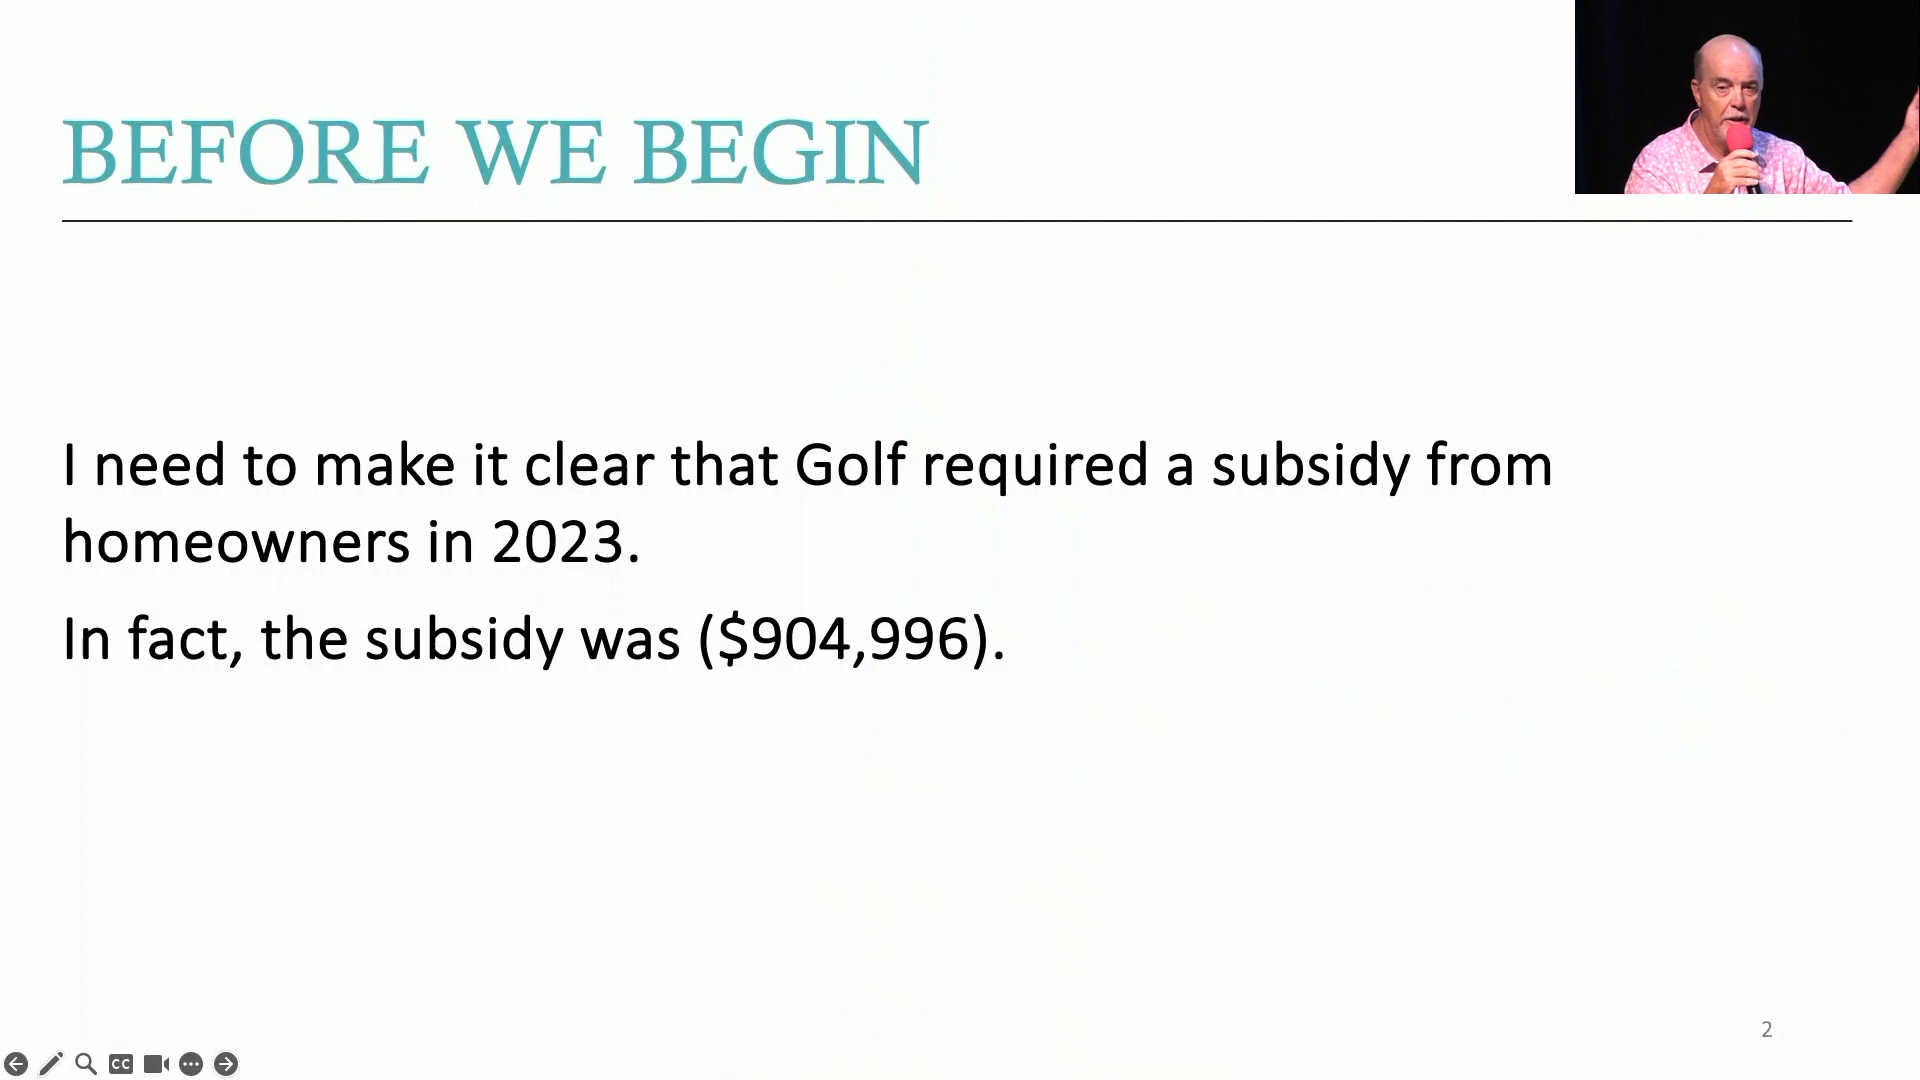 BEFORE WE BEGIN
I need to make it clear that Golf required a subsidy from
homeowners in 2023.
In fact, the subsidy was ($904,996).
2
CC